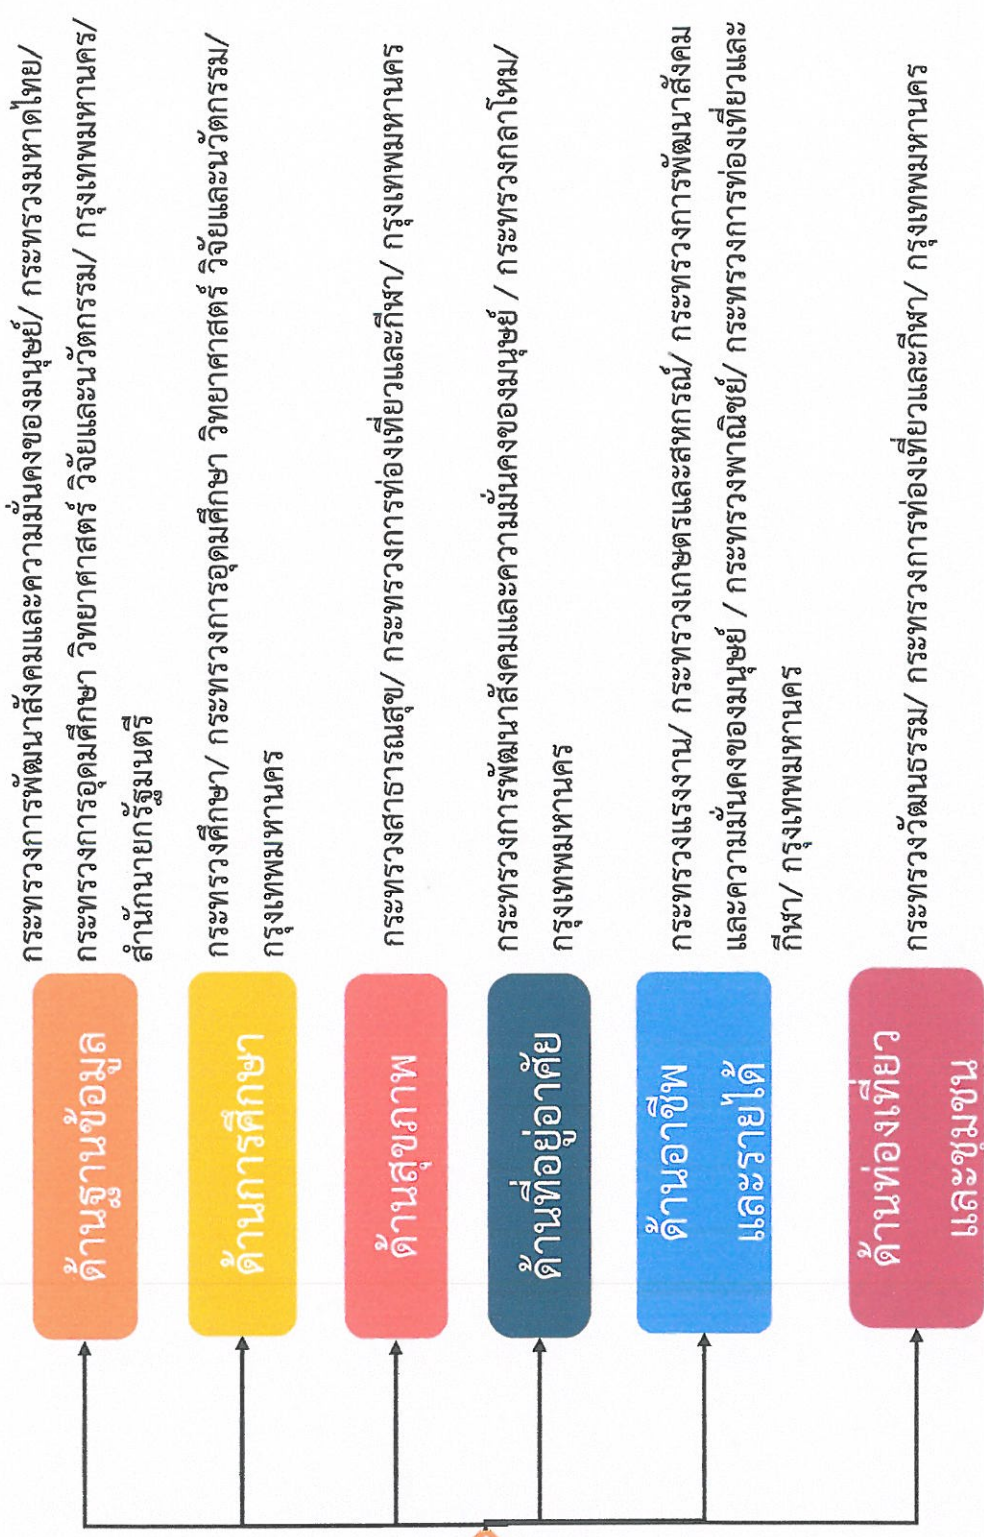 ด้านฐานข้อมูล
กระทรวงการพัฒนาสังคมและความมั่นคงของมนุษย์/ กระทรวงมหาดไทย/
กระทรวงการอุดมศึกษา วิทยาศาสตร์ วิจัยและนวัตกรรม/ กรุงเทพมหานคร/
สำนักนายกรัฐมนตรี
ด้านการศึกษา
กระทรวงศึกษา/ กระทรวงการอุดมศึกษา วิทยาศาสตร์ วิจัยและนวัตกรรม/
กรุงเทพมหานคร
ด้านสุขภาพ
กระทรวงสาธารณสุข/ กระทรวงการท่องเที่ยวและกีฬา/ กรุงเทพมหานคร
ด้านที่อยู่อาศัย
กระทรวงการพัฒนาสังคมและความมั่นคงของมนุษย์ / กระทรวงกลาโหม/
กรุงเทพมหานคร
ด้านอาชีพ
และรายได้
กระทรวงแรงงาน/ กระทรวงเกษตรและสหกรณ์/ กระทรวงการพัฒนาสังคม
และความมั่นคงของมนุษย์ / กระทรวงพาณิชย์/ กระทรวงการท่องเที่ยวและ
กีฬา/ กรุงเทพมหานคร
ด้านท่องเที่ยว
และชุมชน
กระทรวงวัฒนธรรม/ กระทรวงการท่องเที่ยวและกีฬา/ กรุงเทพมหานคร